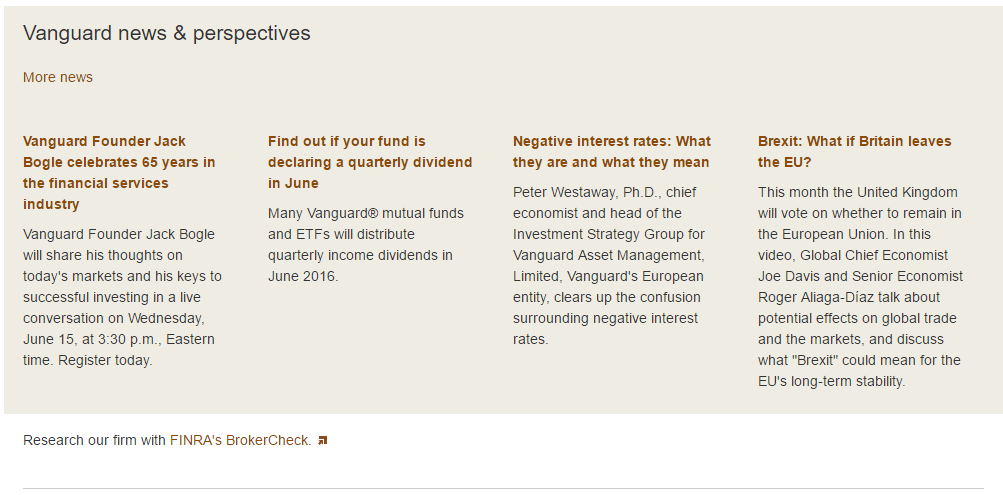 Vanguard news & perspectives
More news
Vanguard Founder Jack
Bogle celebrates 65 years in
the financial services
industry
Vanguard Founder Jack Bogle
will share his thoughts on
today's markets and his keys to
successful investing in a live
conversation on Wednesday,
June 15, at 3:30 p.m., Eastern
time. Register today.
Find out if your fund is
declaring a quarterly dividend
in June
Many Vanguard® mutual funds
and ETFs will distribute
quarterly income dividends in
June 2016.
Negative interest rates: What
they are and what they mean
Peter Westaway, Ph.D., chief
economist and head of the
Investment Strategy Group for
Vanguard Asset Management,
Limited, Vanguard's European
entity, clears up the confusion
surrounding negative interest
rates.
Brexit: What if Britain leaves
the EU?
This month the United Kingdom
will vote on whether to remain in
the European Union. In this
video, Global Chief Economist
Joe Davis and Senior Economist
Roger Aliaga-Díaz talk about
potential effects on global trade
and the markets, and discuss
what "Brexit" could mean for the
EU's long-term stability.
Research our firm with FINRA's BrokerCheck.